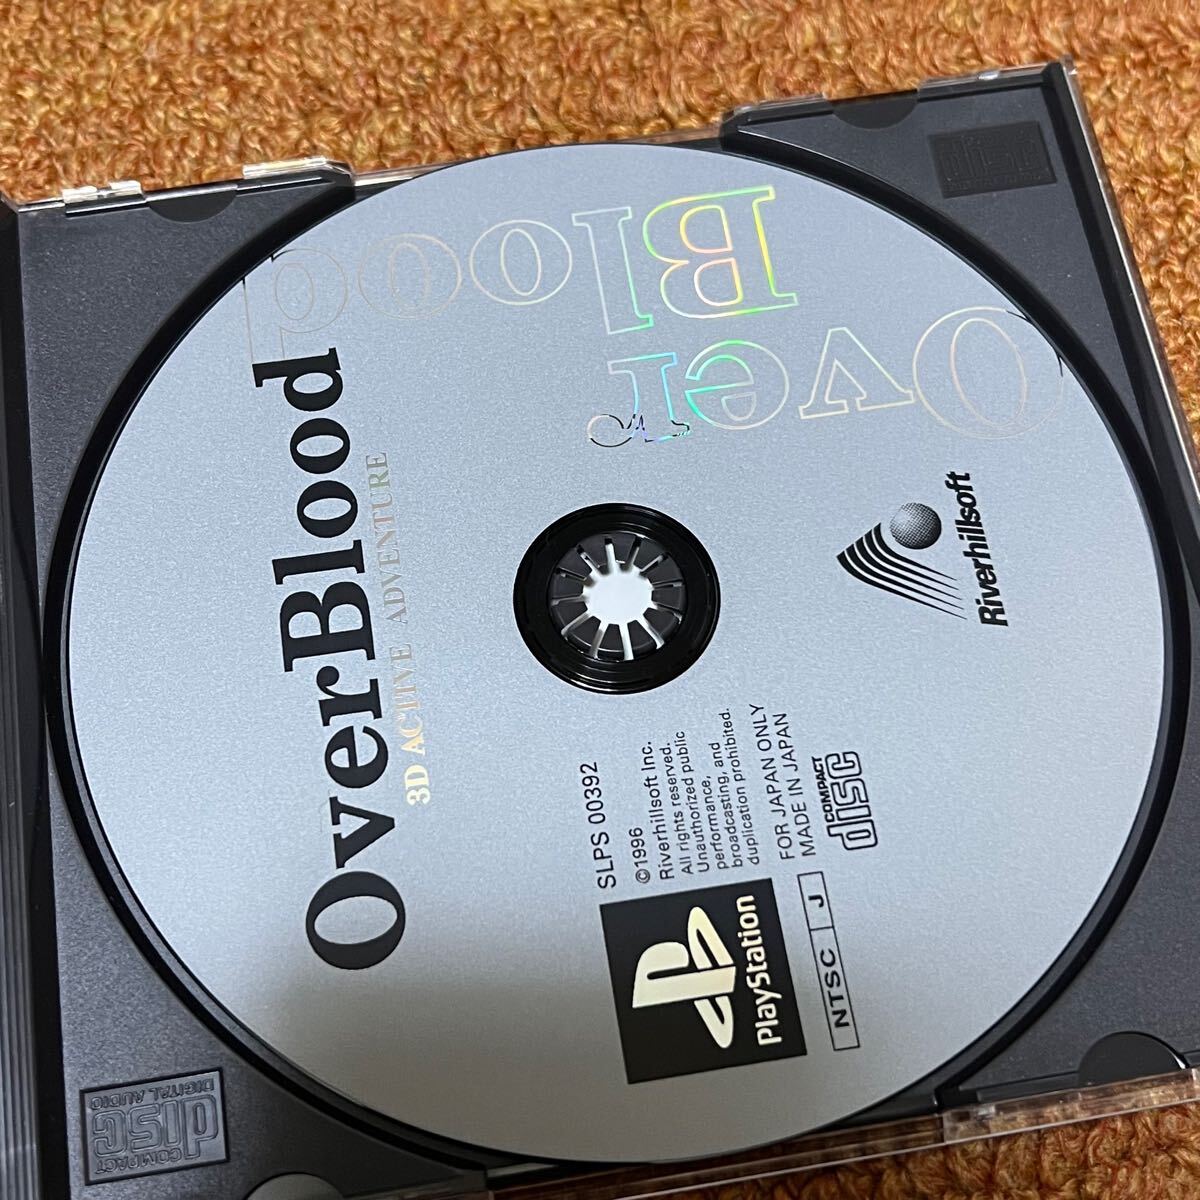 OverBlood
3D ACTIVE ADVENTURE
Over
Blood
Riverhillsoft
SLPS 00392
©1996
Riverhillsoft Inc.
All rights reserved.
Unauthorized public
performance,
broadcasting, and
duplication prohibited.
FOR JAPAN ONLY
MADE IN JAPAN
COMPACT
disc
PlayStation
NTSC J
COMPACT
disc
DIGITAL AUDIO
disc